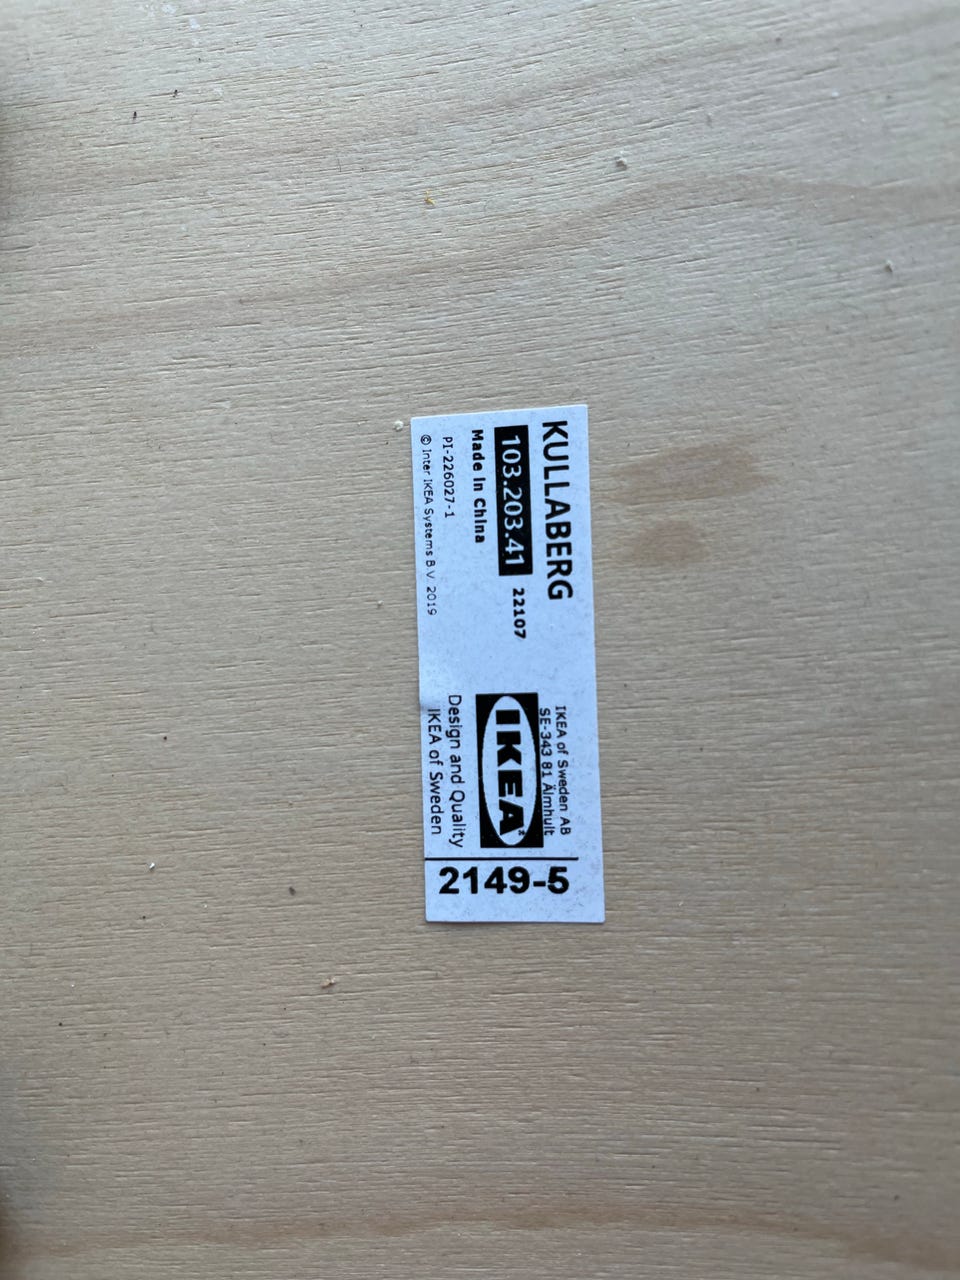 KULLABERG
103.203.41 22107
Made in China
PI-226027-1
© Inter IKEA Systems B.V. 2019
IKEA of Sweden AB
SE-343 81 Älmhult
IKEA
Design and Quality
IKEA of Sweden
2149-5